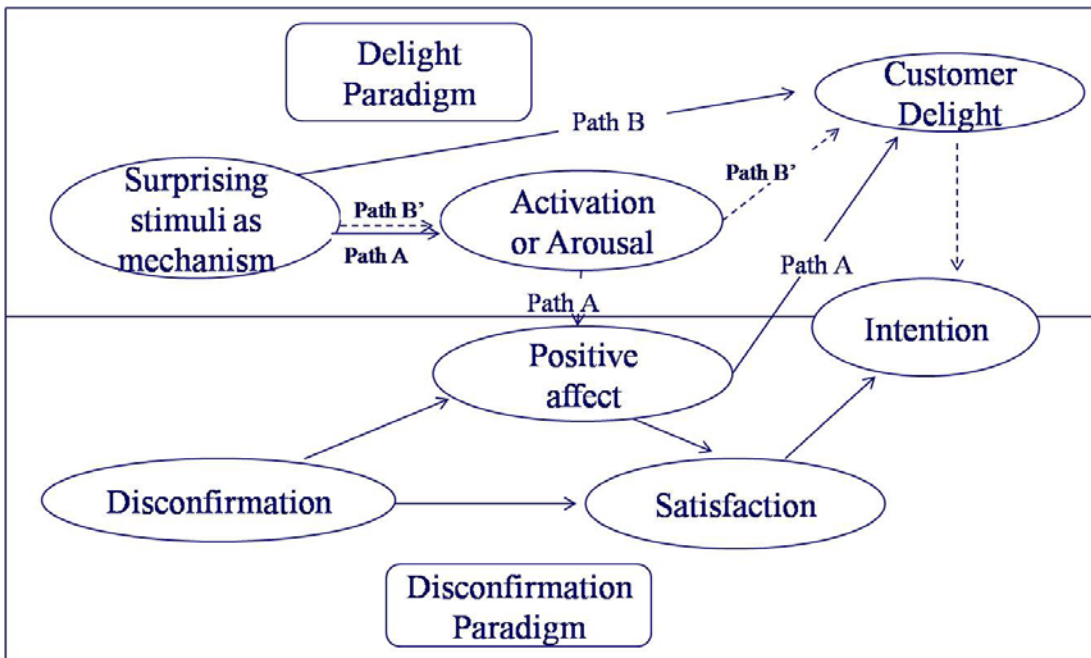 Delight
Paradigm
Customer
Delight
Path B
Surprising
stimuli as
mechanism
Path B’
Path A
Activation
or Arousal
Path B’
Path A
Path A
Intention
Positive
affect
Disconfirmation
Satisfaction
Disconfirmation
Paradigm